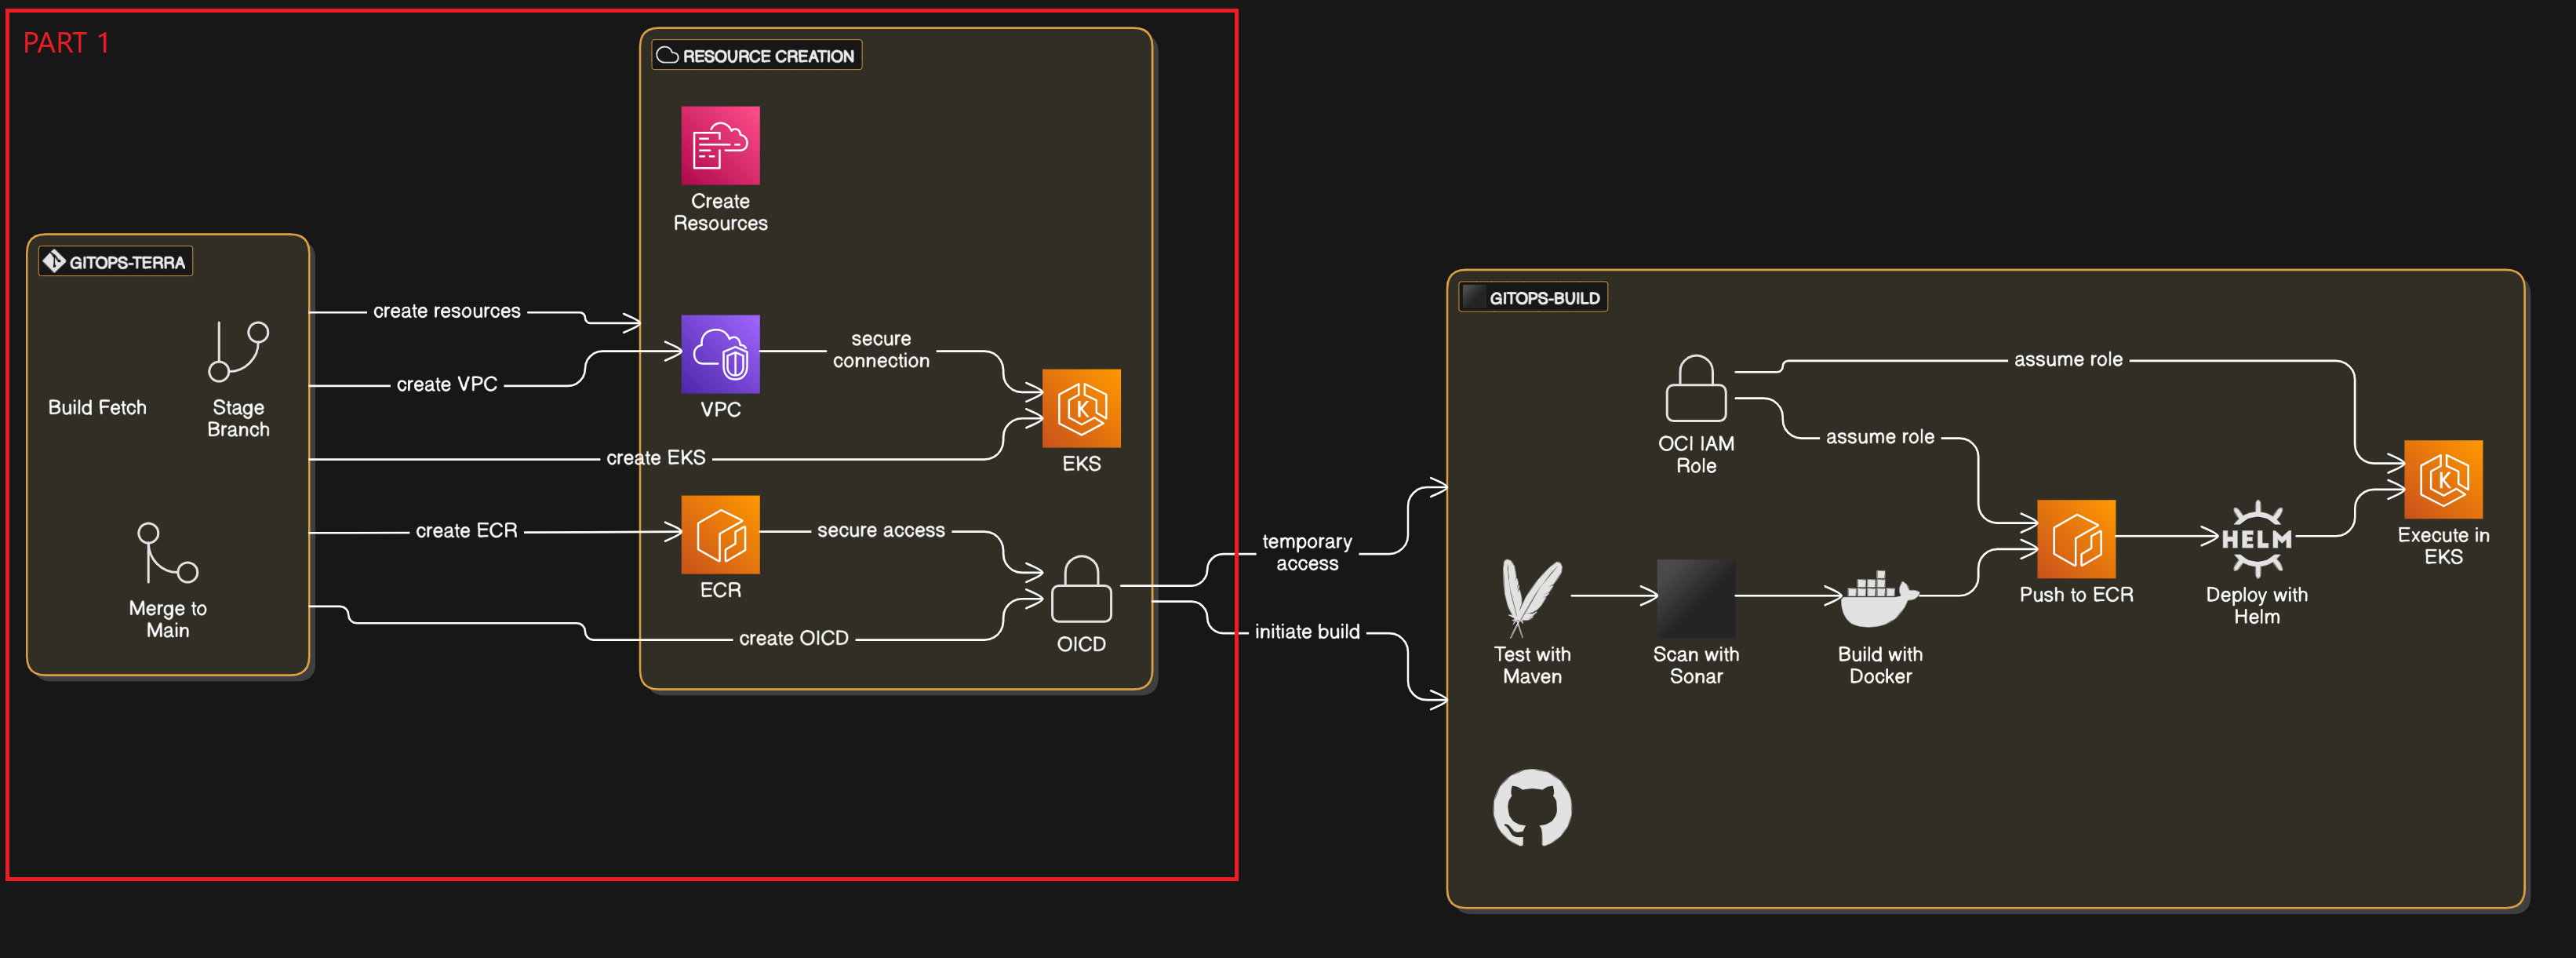 PART 1
RESOURCE CREATION
Create
Resources
GITOPS-TERRA
Build Fetch
Stage
Branch
Merge to
Main
create resources
create VPC
create EKS
create ECR
create OICD
VPC
secure
connection
EKS
ECR
secure access
OICD
temporary
access
initiate build
GITOPS-BUILD
OCI IAM
Role
assume role
assume role
Test with
Maven
Scan with
Sonar
Build with
Docker
Push to ECR
HELM
Deploy with
Helm
Execute in
EKS